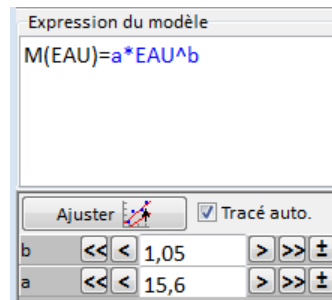 Expression du modèle
M(EAU)=a*EAU^b
Ajuster Tracé auto.
b << < 1,05 > >> ±
a << < 15,6 > >> ±